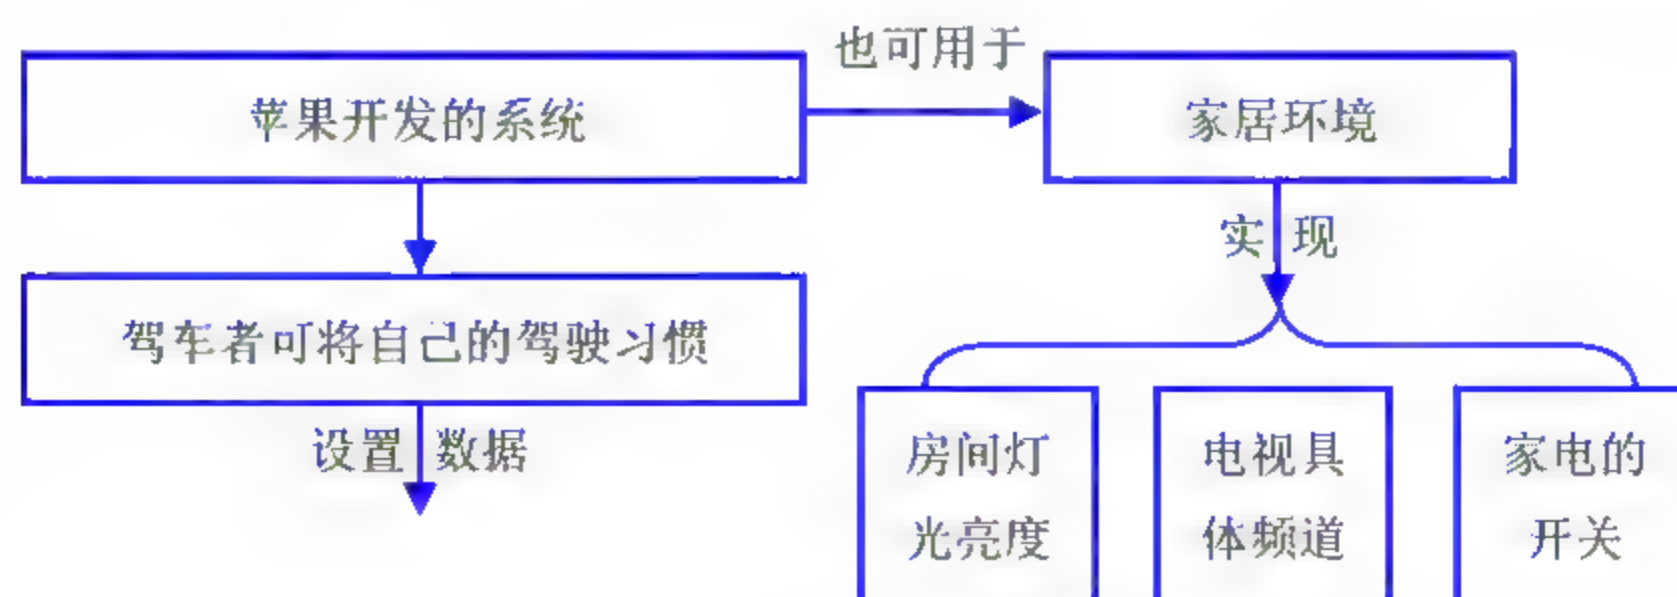 也可用于
苹果开发的系统
家居环境
实现
驾车者可将自己的驾驶习惯
设置数据
房间灯
光亮度
电视具
体频道
家电的
开关